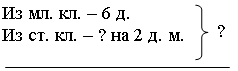 Из мл. кл. – 6 д.
Из ст. кл. – ? на 2 д. м.
?